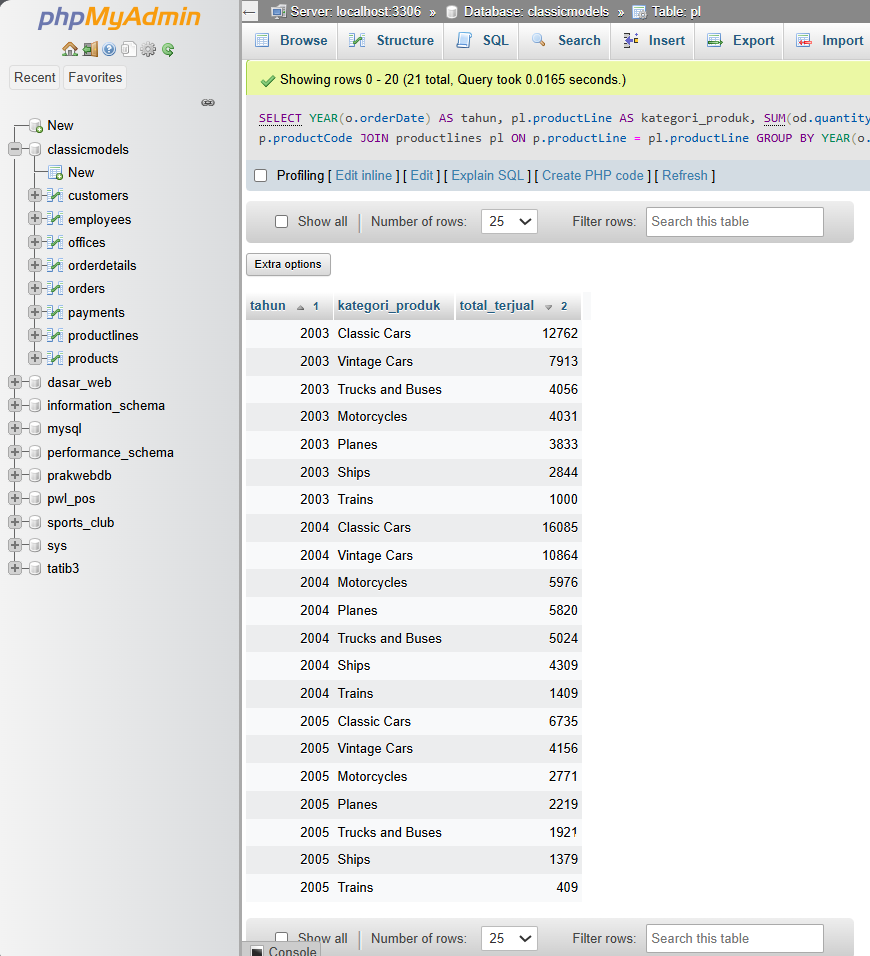 phpMyAdmin
Recent Favorites
New
classicmodels
New
customers
employees
offices
orderdetails
orders
payments
productlines
products
dasar_web
information_schema
mysql
performance_schema
prakwebdb
pwl_pos
sports_club
sys
tatib3
← Server: localhost:3306 » Database: classicmodels » Table: pl
Browse Structure SQL Search Insert Export Import
Showing rows 0 - 20 (21 total, Query took 0.0165 seconds.)
SELECT YEAR(o.orderDate) AS tahun, pl.productLine AS kategori_produk, SUM(od.quantity
p.productCode JOIN productlines pl ON p.productLine = pl.productLine GROUP BY YEAR(o.
Profiling [ Edit inline ] [ Edit ] [ Explain SQL ] [ Create PHP code ] [ Refresh ]
Show all | Number of rows: 25 Filter rows: Search this table
Extra options
tahun 1 kategori_produk total_terjual 2
2003 Classic Cars 12762
2003 Vintage Cars 7913
2003 Trucks and Buses 4056
2003 Motorcycles 4031
2003 Planes 3833
2003 Ships 2844
2003 Trains 1000
2004 Classic Cars 16085
2004 Vintage Cars 10864
2004 Motorcycles 5976
2004 Planes 5820
2004 Trucks and Buses 5024
2004 Ships 4309
2004 Trains 1409
2005 Classic Cars 6735
2005 Vintage Cars 4156
2005 Motorcycles 2771
2005 Planes 2219
2005 Trucks and Buses 1921
2005 Ships 1379
2005 Trains 409
Show all | Number of rows: 25 Filter rows: Search this table
Console